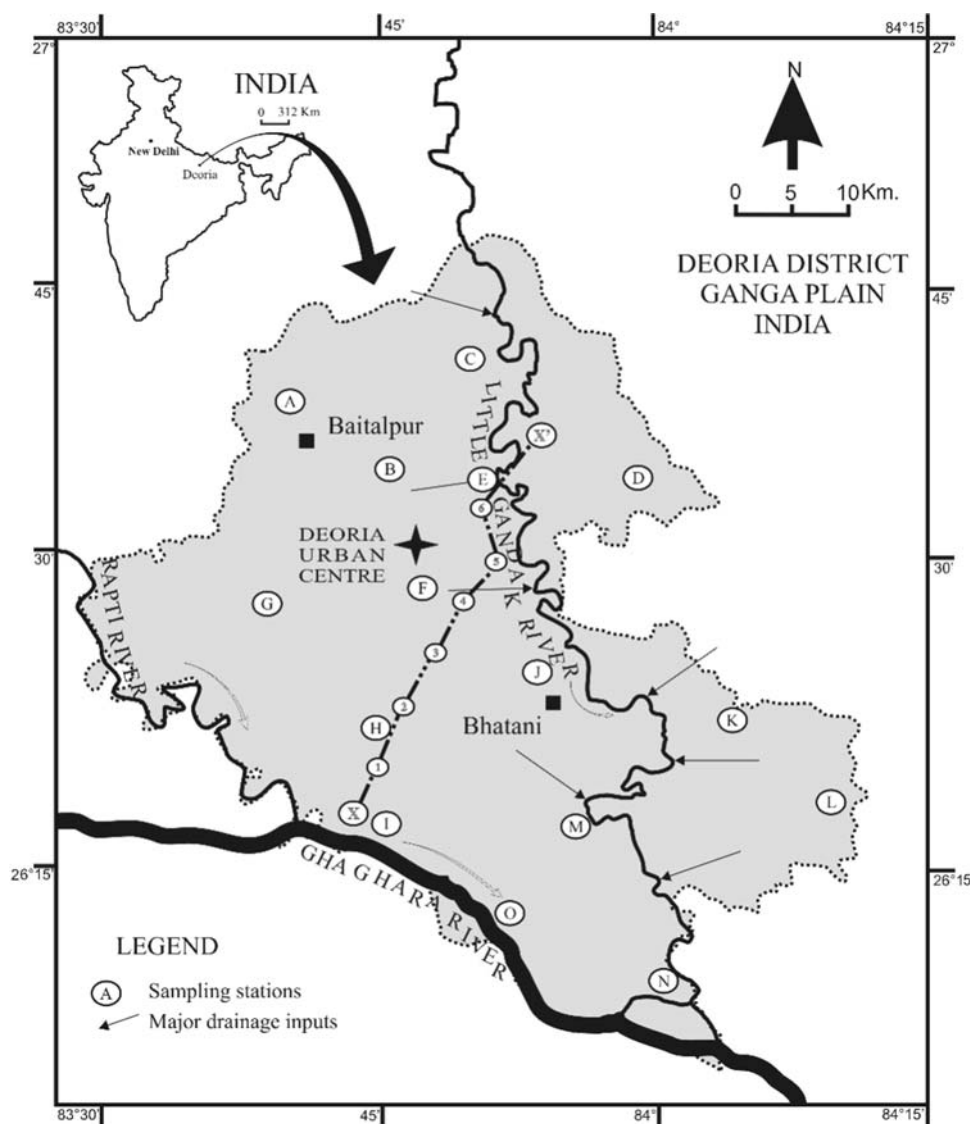 83°30'
45'
84°
84°15'
27°
27°
INDIA
0 312 Km
New Delhi
Deoria
N
0 5 10 Km.
DEORIA DISTRICT
GANGA PLAIN
INDIA
45'
45'
C
A
LITTLE GANDAK RIVER
X'
Baitalpur
B
E
D
6
DEORIA
URBAN
CENTRE
30'
30'
5
RAPTI RIVER
F
G
4
3
J
2
K
H
Bhatani
1
L
X
I
M
26°15'
26°15'
GHAGHARA RIVER
O
LEGEND
N
A Sampling stations
Major drainage inputs
83°30'
45'
84°
84°15'